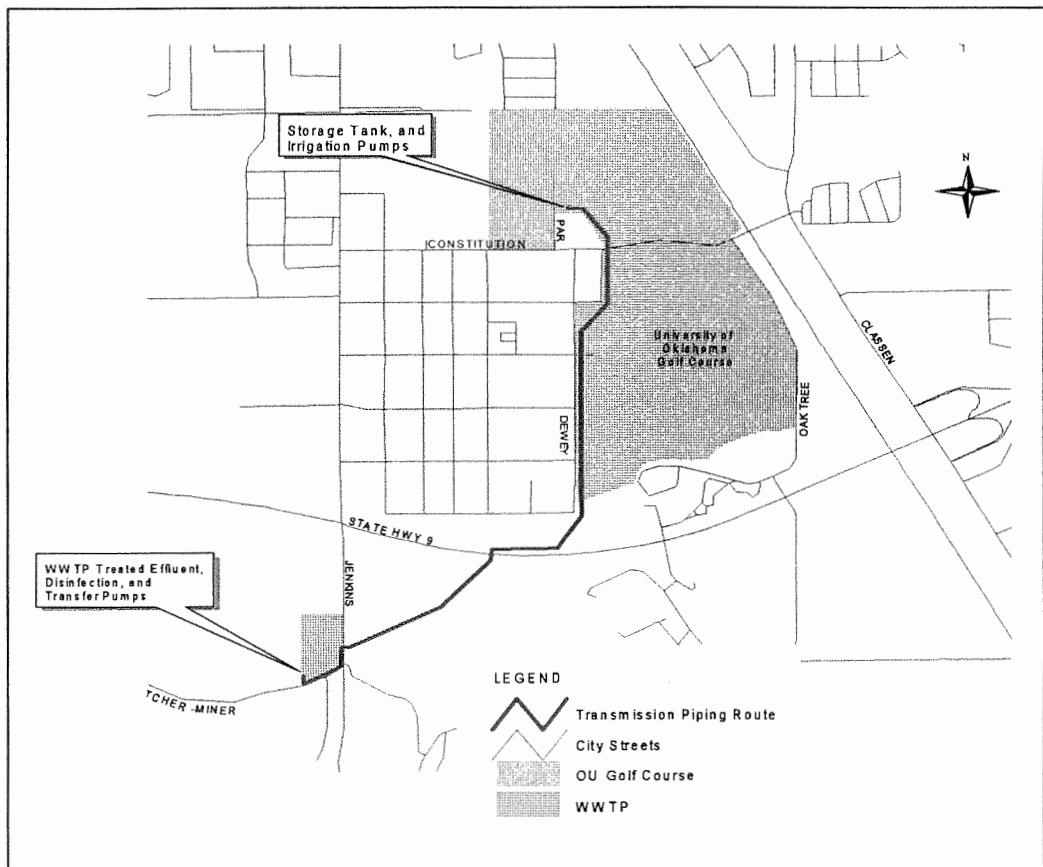 Storage Tank, and
Irrigation Pumps
N
PAR
CONSTITUTION
CLASSEN
University of
Oklahoma
Golf Course
OAK TREE
DEWEY
STATE HWY 9
WWTP Treated Effluent,
Disinfection, and
Transfer Pumps
JENKINS
TCHER-MINER
LEGEND
Transmission Piping Route
City Streets
OU Golf Course
WWTP